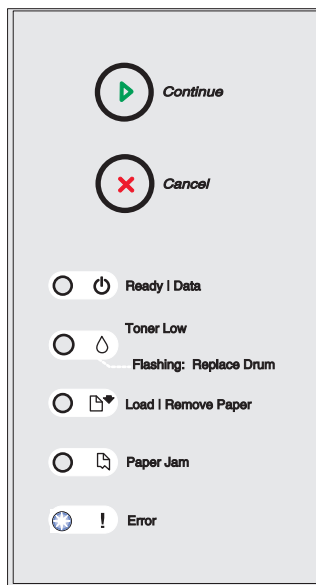 Continue
Cancel
Ready | Data
Toner Low
Flashing: Replace Drum
Load | Remove Paper
Paper Jam
! Error